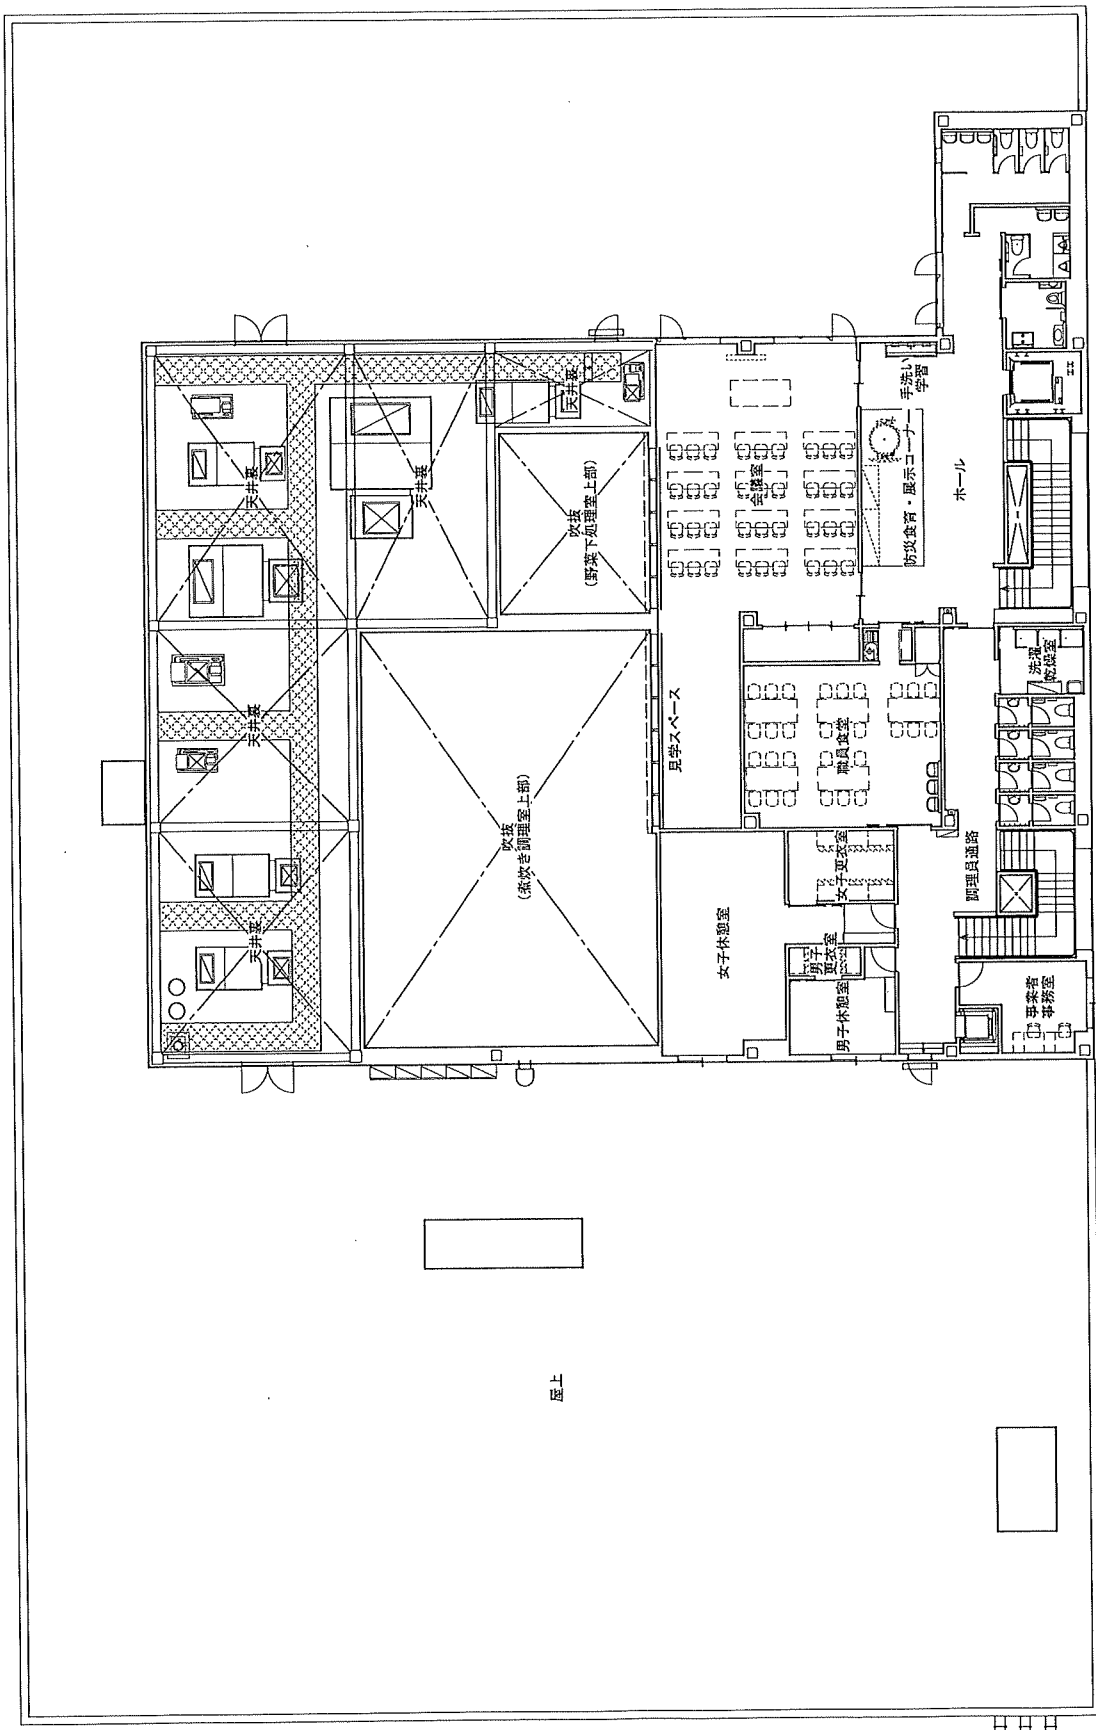 天井裏
天井裏
天井裏
天井裏
天井裏
吹抜
(野菜下処理室上部)
吹抜
(煮炊き調理室上部)
会議室
手洗い
学習
防災食育・展示コーナー
ホール
見学スペース
職員食堂
洗濯
乾燥室
調理員通路
女子更衣室
男子
更衣室
女子休憩室
男子休憩室
事業者
事務室
屋上